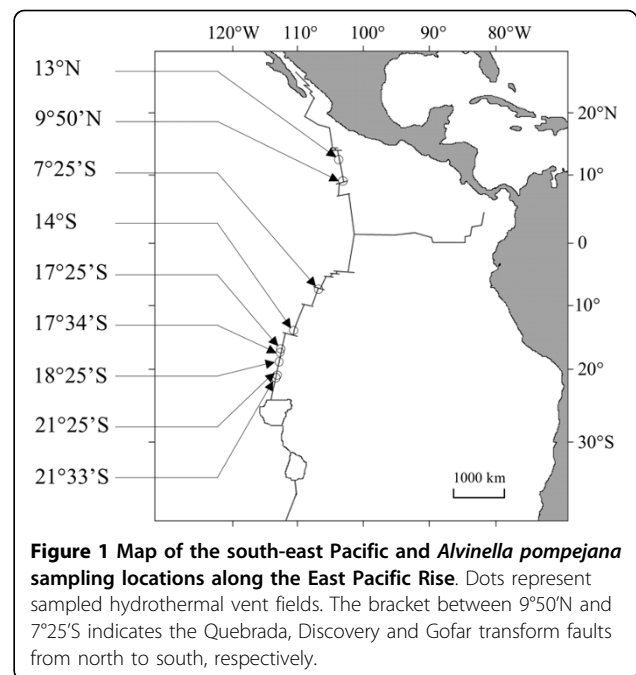 120°W 100° 90° 80°W
13°N
9°50'N
7°25'S
14°S
17°25'S
17°34'S
18°25'S
21°25'S
21°33'S
20°N
10°
0
10°
20°
30°S
1000 km
Figure 1 Map of the south-east Pacific and Alvinella pompejana
sampling locations along the East Pacific Rise. Dots represent
sampled hydrothermal vent fields. The bracket between 9°50'N and
7°25'S indicates the Quebrada, Discovery and Gofar transform faults
from north to south, respectively.